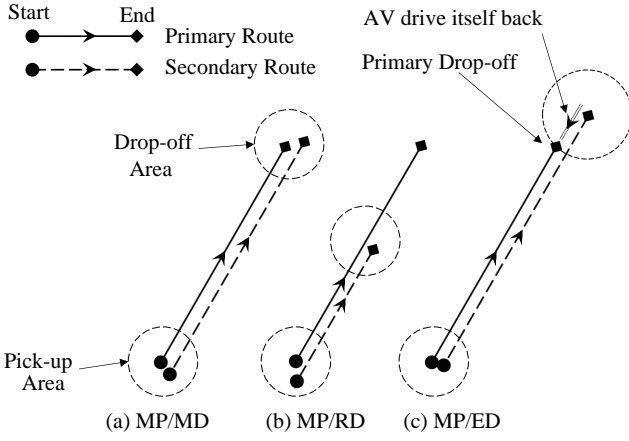 Start End
Primary Route
Secondary Route
AV drive itself back
Primary Drop-off
Drop-off
Area
Pick-up
Area
(a) MP/MD (b) MP/RD (c) MP/ED